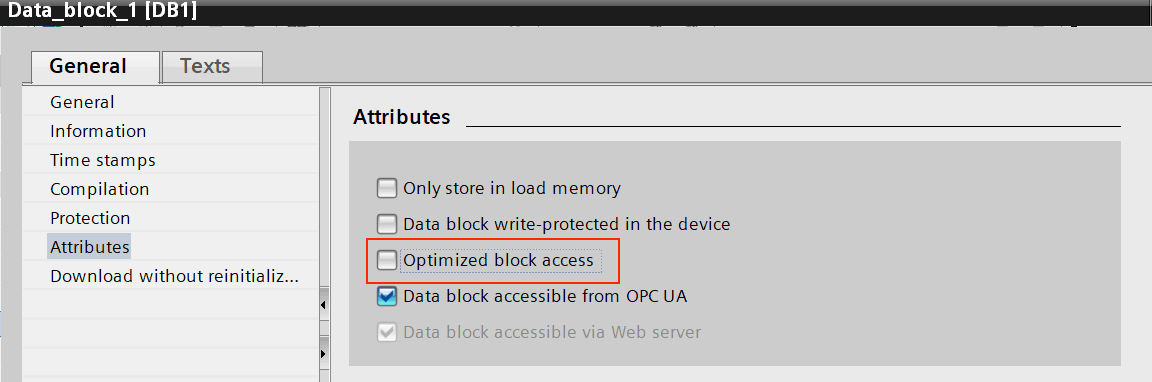 Data_block_1 [DB1]
General
Texts
General
Information
Time stamps
Compilation
Protection
Attributes
Download without reinitializ...
Attributes
Only store in load memory
Data block write-protected in the device
Optimized block access
Data block accessible from OPC UA
Data block accessible via Web server